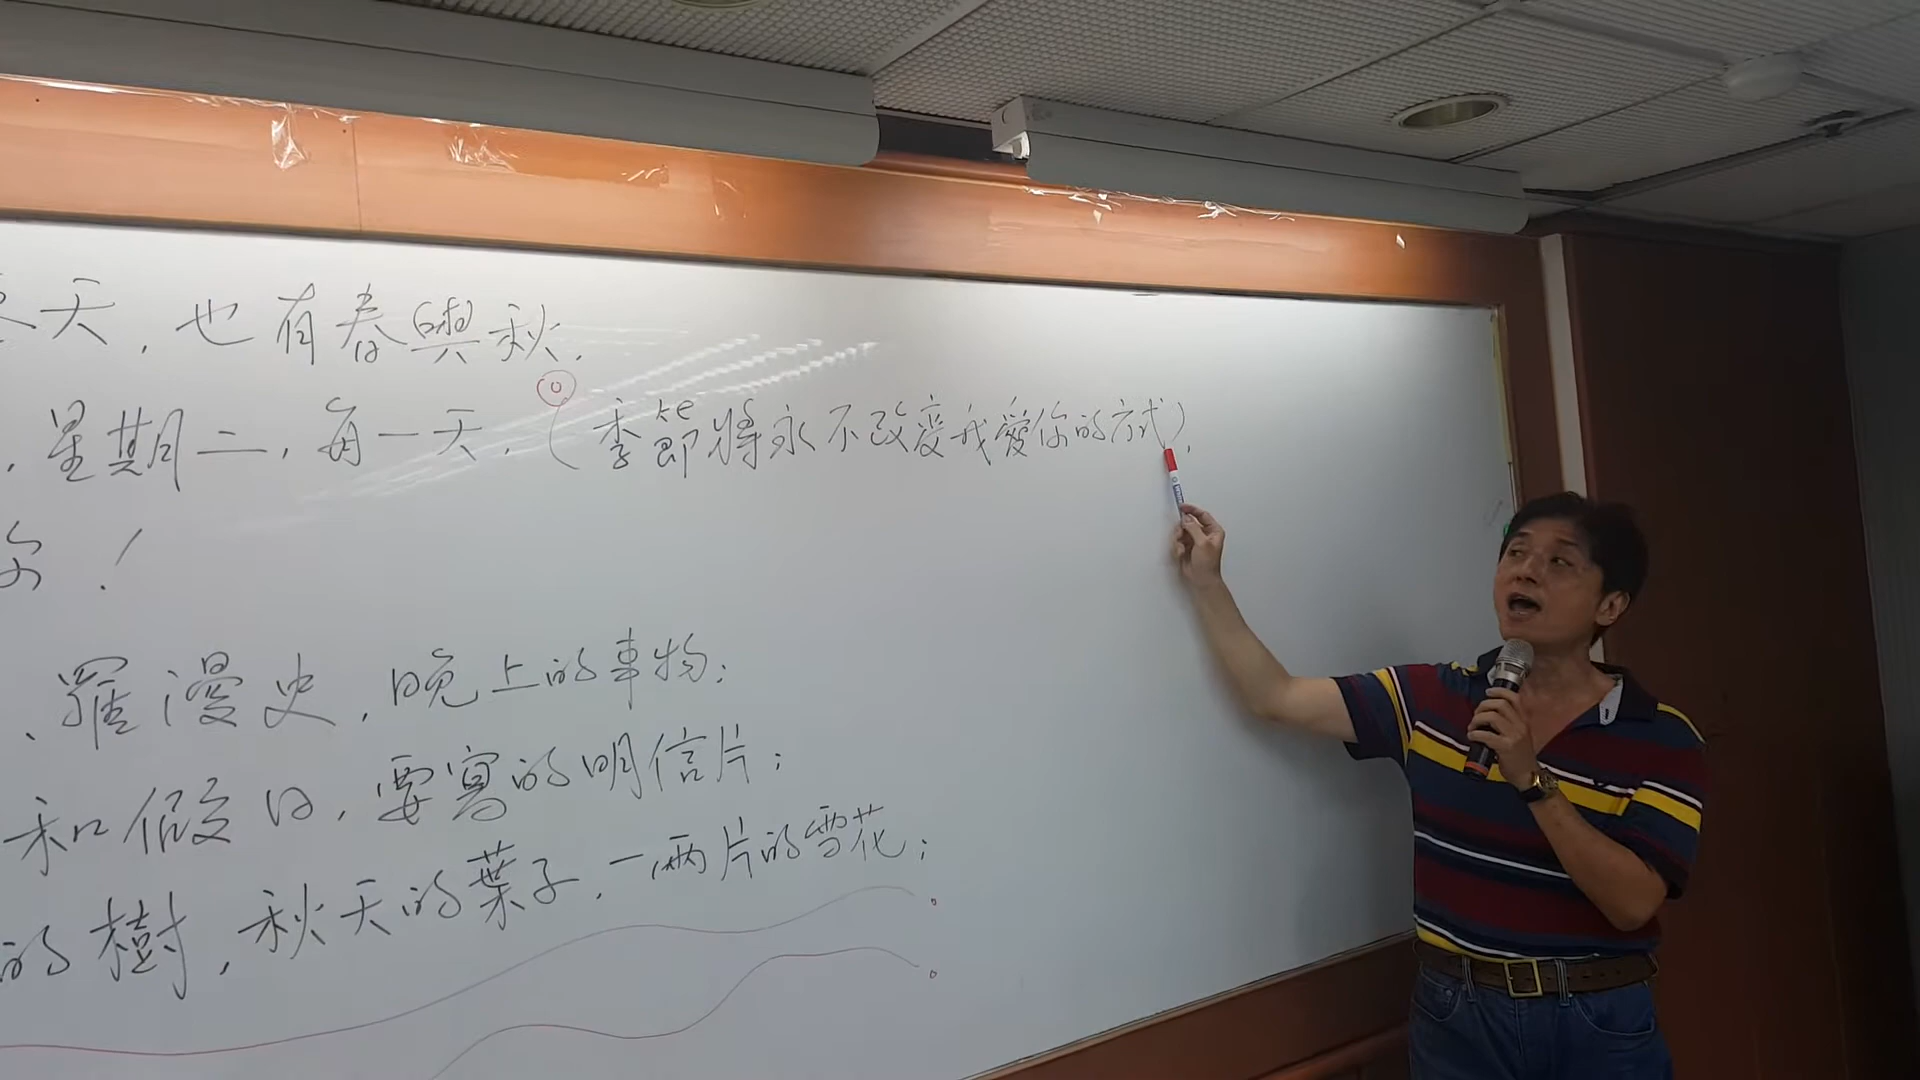 天，也有春與秋．
，星期二，每一天．(季節將永不改變我愛你的方式)．
你！
、羅漫史，晚上的事物；
和假日，要寫的明信片；
的樹，秋天的葉子，一兩片的雪花；